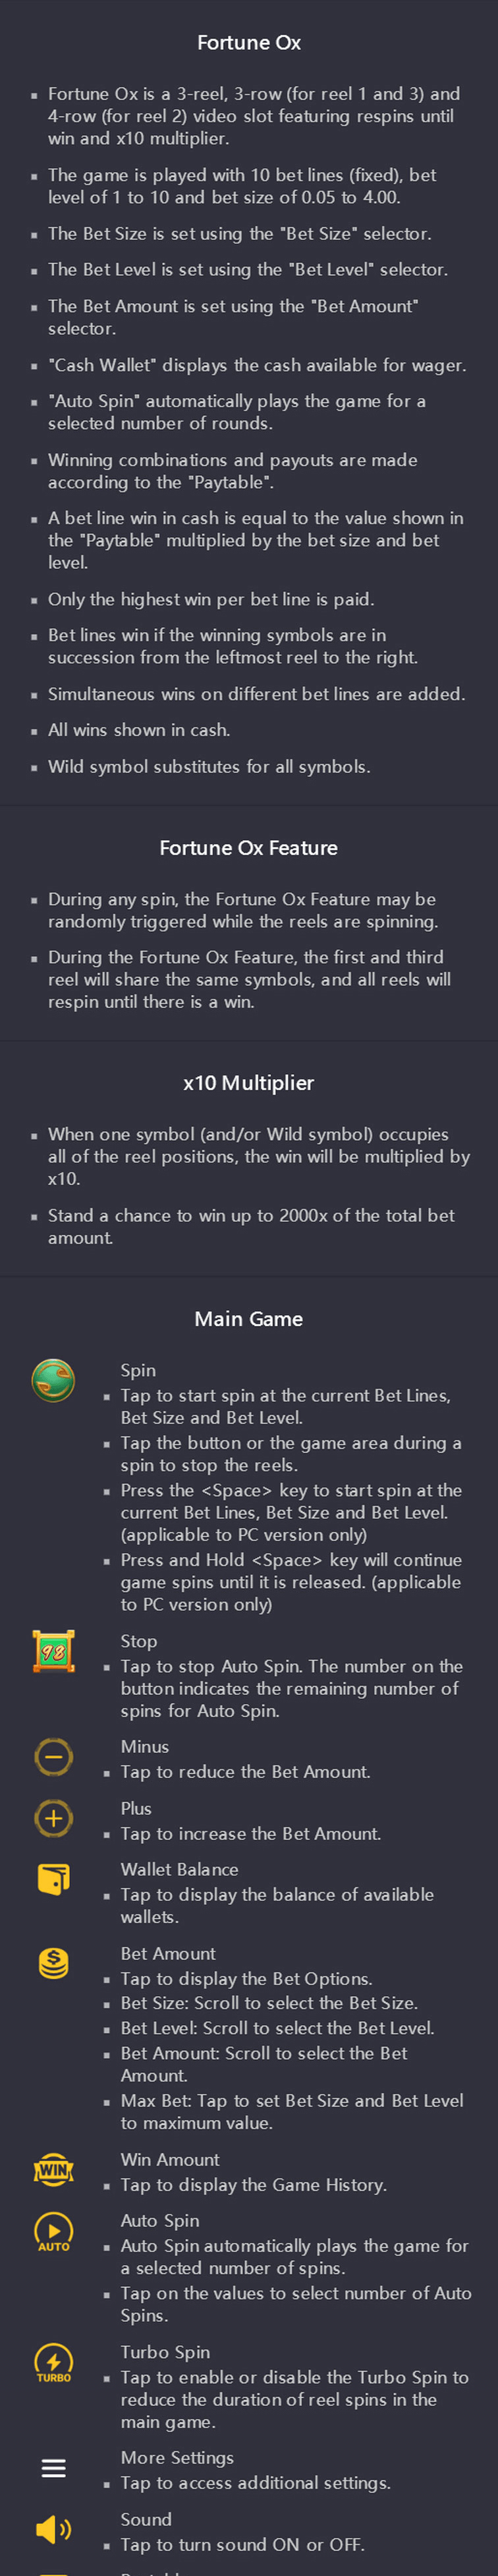 Fortune Ox
▪ Fortune Ox is a 3-reel, 3-row (for reel 1 and 3) and
4-row (for reel 2) video slot featuring respins until
win and x10 multiplier.
▪ The game is played with 10 bet lines (fixed), bet
level of 1 to 10 and bet size of 0.05 to 4.00.
▪ The Bet Size is set using the "Bet Size" selector.
▪ The Bet Level is set using the "Bet Level" selector.
▪ The Bet Amount is set using the "Bet Amount"
selector.
▪ "Cash Wallet" displays the cash available for wager.
▪ "Auto Spin" automatically plays the game for a
selected number of rounds.
▪ Winning combinations and payouts are made
according to the "Paytable".
▪ A bet line win in cash is equal to the value shown in
the "Paytable" multiplied by the bet size and bet
level.
▪ Only the highest win per bet line is paid.
▪ Bet lines win if the winning symbols are in
succession from the leftmost reel to the right.
▪ Simultaneous wins on different bet lines are added.
▪ All wins shown in cash.
▪ Wild symbol substitutes for all symbols.
Fortune Ox Feature
▪ During any spin, the Fortune Ox Feature may be
randomly triggered while the reels are spinning.
▪ During the Fortune Ox Feature, the first and third
reel will share the same symbols, and all reels will
respin until there is a win.
x10 Multiplier
▪ When one symbol (and/or Wild symbol) occupies
all of the reel positions, the win will be multiplied by
x10.
▪ Stand a chance to win up to 2000x of the total bet
amount.
Main Game
Spin
▪ Tap to start spin at the current Bet Lines,
Bet Size and Bet Level.
▪ Tap the button or the game area during a
spin to stop the reels.
▪ Press the <Space> key to start spin at the
current Bet Lines, Bet Size and Bet Level.
(applicable to PC version only)
▪ Press and Hold <Space> key will continue
game spins until it is released. (applicable
to PC version only)
98
Stop
▪ Tap to stop Auto Spin. The number on the
button indicates the remaining number of
spins for Auto Spin.
Minus
▪ Tap to reduce the Bet Amount.
Plus
▪ Tap to increase the Bet Amount.
Wallet Balance
▪ Tap to display the balance of available
wallets.
Bet Amount
▪ Tap to display the Bet Options.
▪ Bet Size: Scroll to select the Bet Size.
▪ Bet Level: Scroll to select the Bet Level.
▪ Bet Amount: Scroll to select the Bet
Amount.
▪ Max Bet: Tap to set Bet Size and Bet Level
to maximum value.
WIN
Win Amount
▪ Tap to display the Game History.
AUTO
Auto Spin
▪ Auto Spin automatically plays the game for
a selected number of spins.
▪ Tap on the values to select number of Auto
Spins.
TURBO
Turbo Spin
▪ Tap to enable or disable the Turbo Spin to
reduce the duration of reel spins in the
main game.
More Settings
▪ Tap to access additional settings.
Sound
▪ Tap to turn sound ON or OFF.